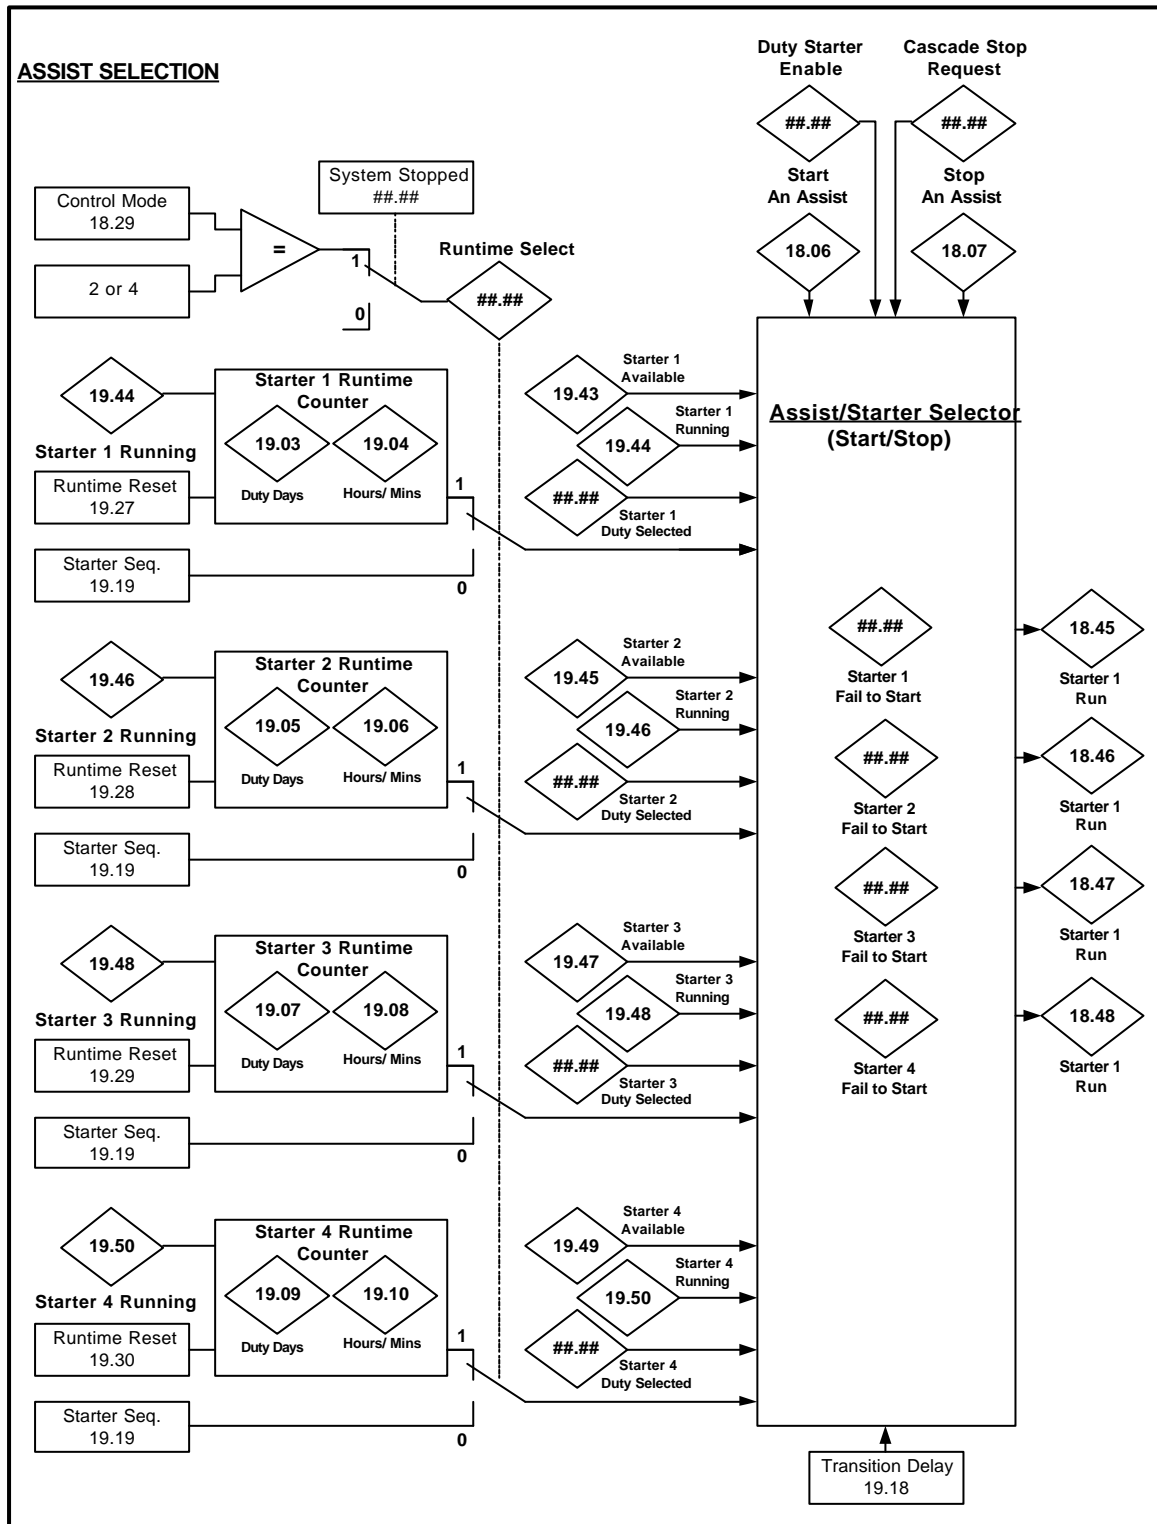 ASSIST SELECTION
Duty Starter
Enable
##.##
Cascade Stop
Request
##.##
Start
An Assist
18.06
Stop
An Assist
18.07
Control Mode
18.29
2 or 4
=
System Stopped
##.##
1
0
Runtime Select
##.##
19.44
Starter 1 Running
Runtime Reset
19.27
Starter 1 Runtime
Counter
19.03
19.04
Duty Days
Hours/ Mins
Starter Seq.
19.19
1
0
Starter 1
Available
19.43
Starter 1
Running
19.44
##.##
Starter 1
Duty Selected
Assist/Starter Selector
(Start/Stop)
19.46
Starter 2 Running
Runtime Reset
19.28
Starter 2 Runtime
Counter
19.05
19.06
Duty Days
Hours/ Mins
Starter Seq.
19.19
1
0
Starter 2
Available
19.45
Starter 2
Running
19.46
##.##
Starter 2
Duty Selected
19.48
Starter 3 Running
Runtime Reset
19.29
Starter 3 Runtime
Counter
19.07
19.08
Duty Days
Hours/ Mins
Starter Seq.
19.19
1
0
Starter 3
Available
19.47
Starter 3
Running
19.48
##.##
Starter 3
Duty Selected
19.50
Starter 4 Running
Runtime Reset
19.30
Starter 4 Runtime
Counter
19.09
19.10
Duty Days
Hours/ Mins
Starter Seq.
19.19
1
0
Starter 4
Available
19.49
Starter 4
Running
19.50
##.##
Starter 4
Duty Selected
##.##
Starter 1
Fail to Start
18.45
Starter 1
Run
##.##
Starter 2
Fail to Start
18.46
Starter 1
Run
##.##
Starter 3
Fail to Start
18.47
Starter 1
Run
##.##
Starter 4
Fail to Start
18.48
Starter 1
Run
Transition Delay
19.18